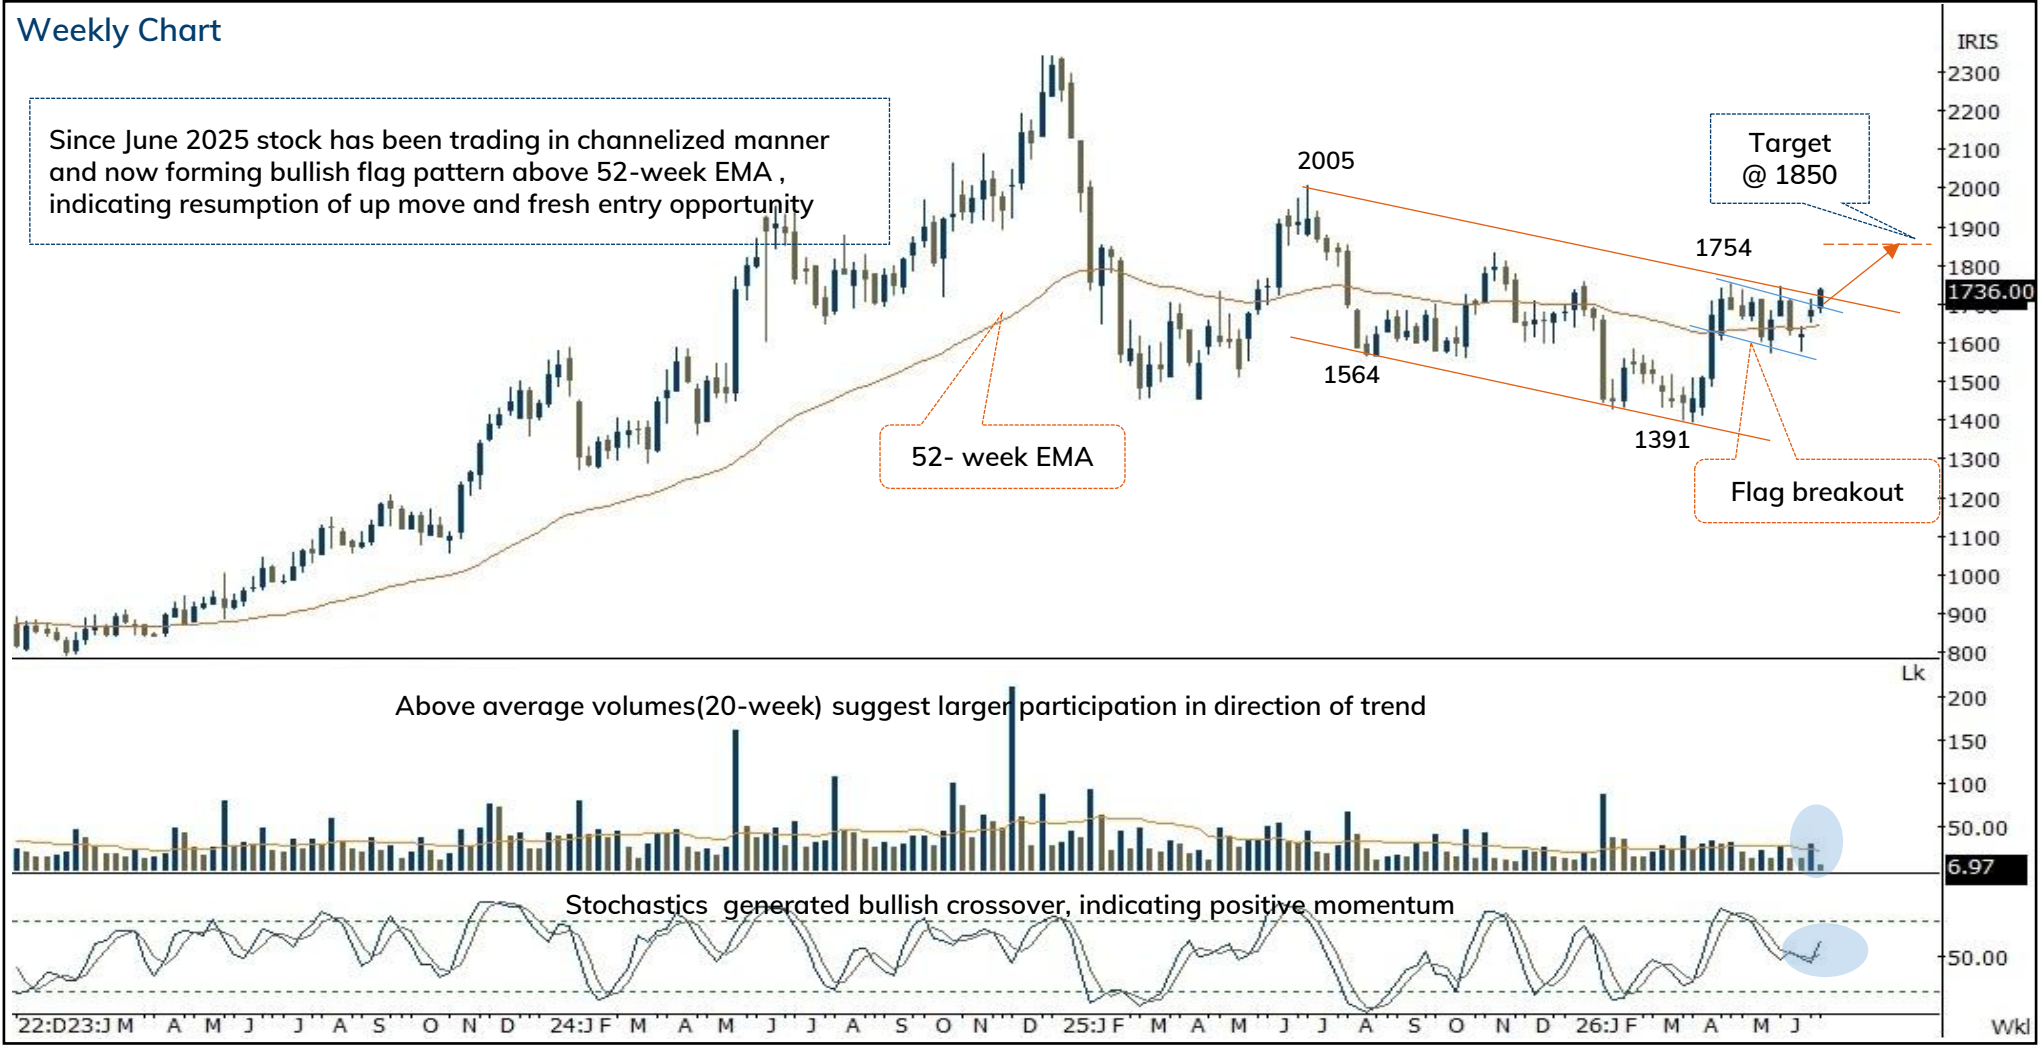 Weekly Chart
IRIS
Since June 2025 stock has been trading in channelized manner
and now forming bullish flag pattern above 52-week EMA ,
indicating resumption of up move and fresh entry opportunity
Target
@ 1850
2005
1754
1564
1391
52- week EMA
Flag breakout
2300
2200
2100
2000
1900
1800
1736.00
1600
1500
1400
1300
1200
1100
1000
900
800
Lk
Above average volumes(20-week) suggest larger participation in direction of trend
200
150
100
50.00
6.97
Stochastics generated bullish crossover, indicating positive momentum
50.00
22:D23:J M A M J J A S O N D 24:J F M A M J J A S O N D 25:J F M A M J J A S O N D 26:J F M A M J
Wkl